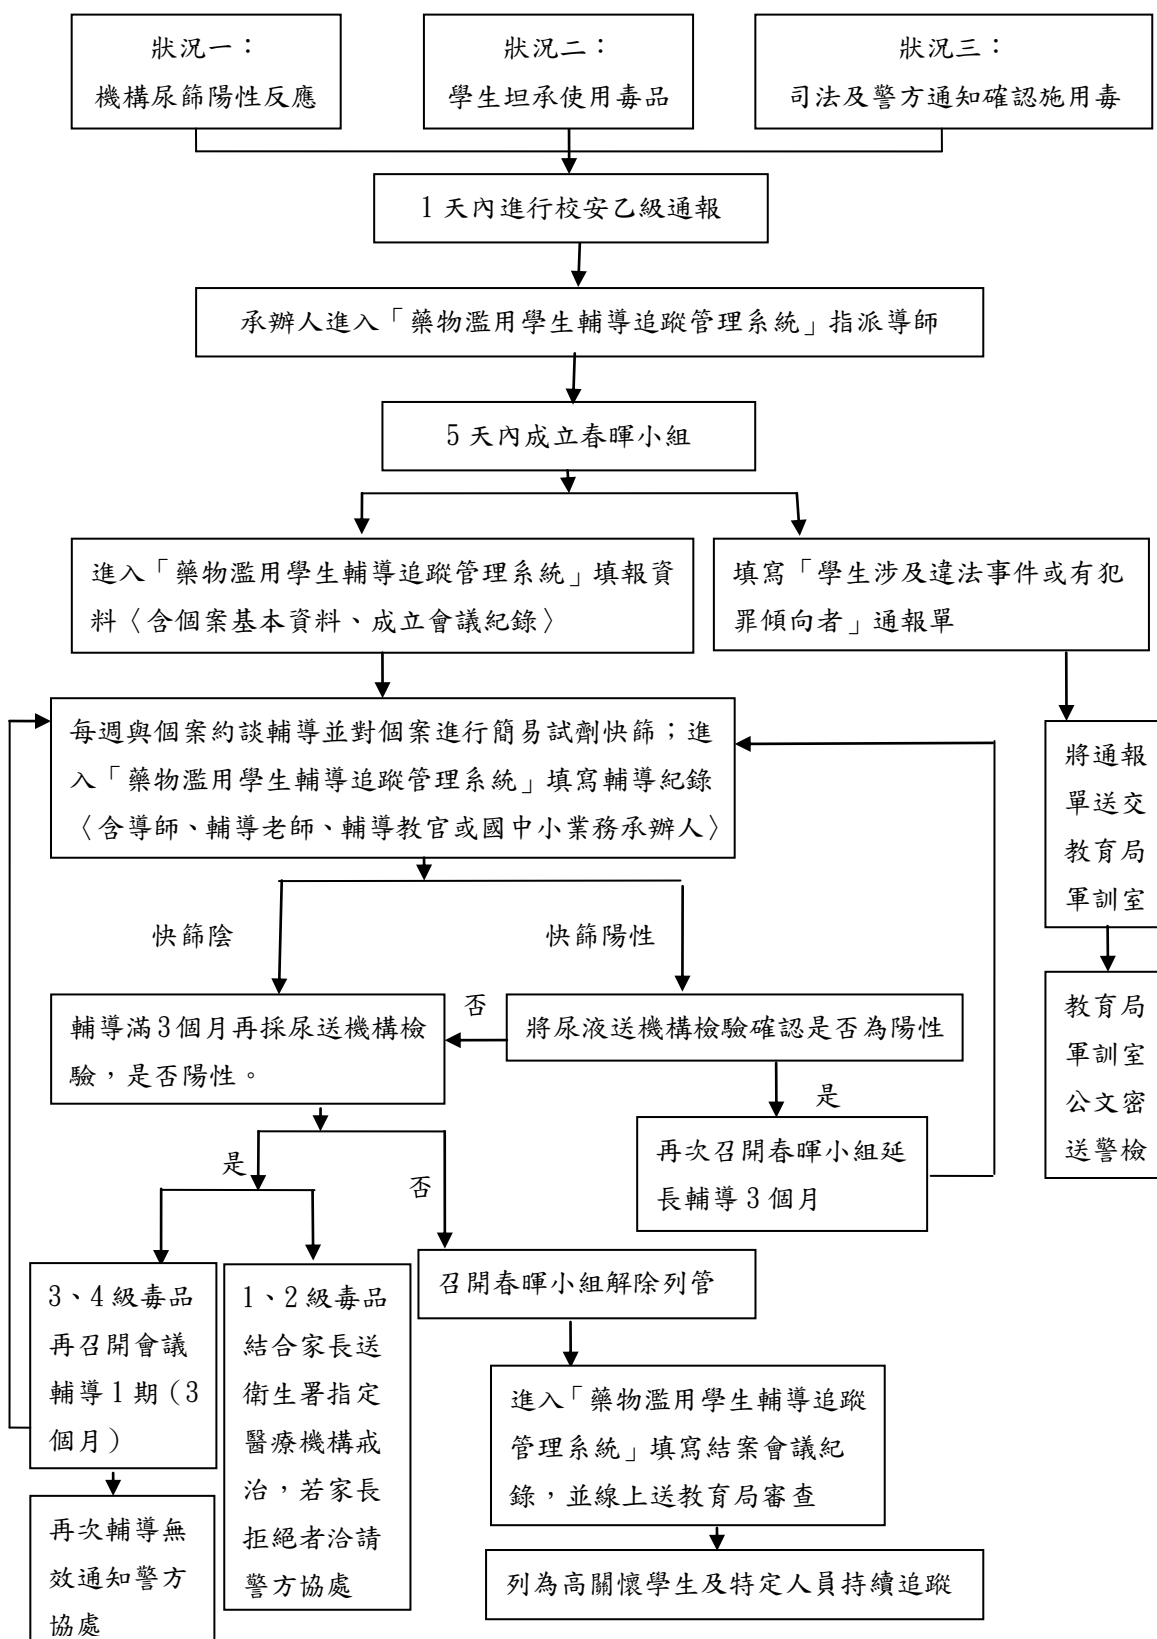 狀況一：
機構尿篩陽性反應
狀況二：
學生坦承使用毒品
狀況三：
司法及警方通知確認施用毒
1 天內進行校安乙級通報
承辦人進入「藥物濫用學生輔導追蹤管理系統」指派導師
5 天內成立春暉小組
進入「藥物濫用學生輔導追蹤管理系統」填報資
料〈含個案基本資料、成立會議紀錄〉
填寫「學生涉及違法事件或有犯
罪傾向者」通報單
每週與個案約談輔導並對個案進行簡易試劑快篩；進
入「藥物濫用學生輔導追蹤管理系統」填寫輔導紀錄
〈含導師、輔導老師、輔導教官或國中小業務承辦人〉
將通報
單送交
教育局
軍訓室
快篩陰
快篩陽性
輔導滿 3 個月再採尿送機構檢
驗，是否陽性。
否
將尿液送機構檢驗確認是否為陽性
教育局
軍訓室
公文密
送警檢
是
再次召開春暉小組延
長輔導 3 個月
是
否
3、4 級毒品
再召開會議
輔導 1 期（3
個月）
1、2 級毒品
結合家長送
衛生署指定
醫療機構戒
治，若家長
拒絕者洽請
警方協處
召開春暉小組解除列管
進入「藥物濫用學生輔導追蹤
管理系統」填寫結案會議紀
錄，並線上送教育局審查
再次輔導無
效通知警方
協處
列為高關懷學生及特定人員持續追蹤